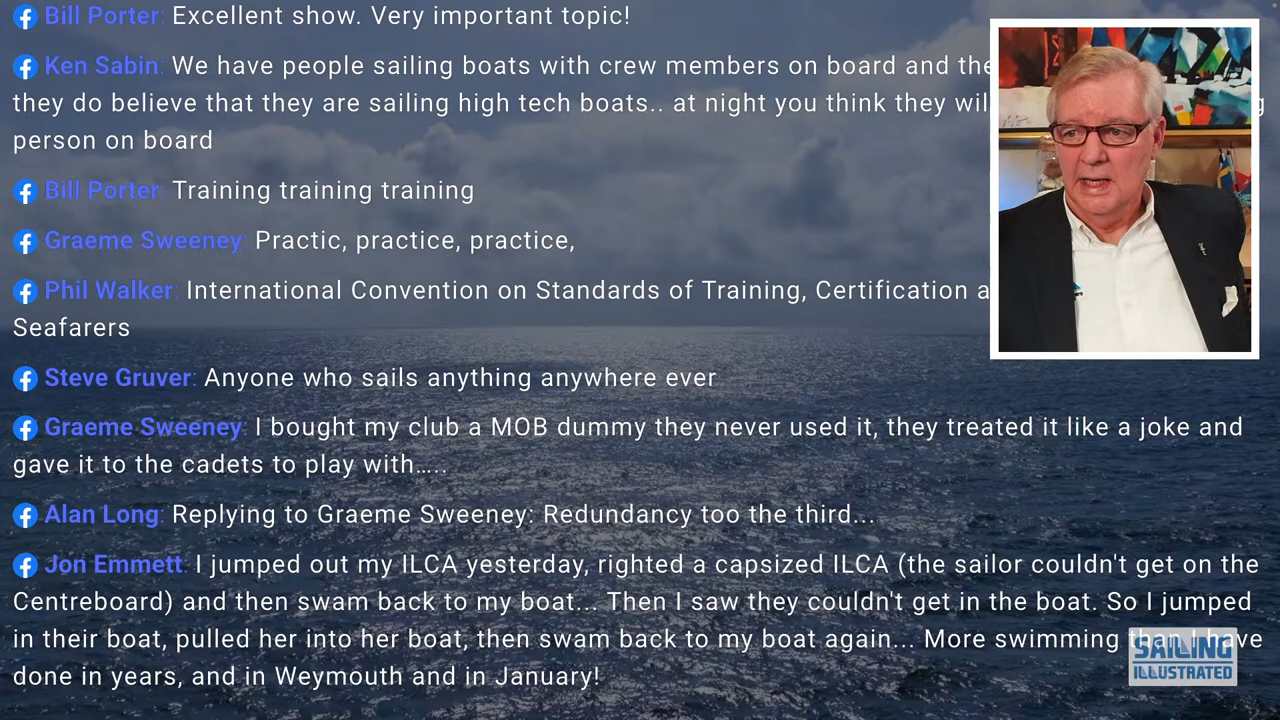 Bill Porter: Excellent show. Very important topic!
Ken Sabin: We have people sailing boats with crew members on board and the
they do believe that they are sailing high tech boats.. at night you think they wil
person on board
Bill Porter: Training training training
Graeme Sweeney: Practic, practice, practice,
Phil Walker: International Convention on Standards of Training, Certification a
Seafarers
Steve Gruver: Anyone who sails anything anywhere ever
Graeme Sweeney: I bought my club a MOB dummy they never used it, they treated it like a joke and
gave it to the cadets to play with.....
Alan Long: Replying to Graeme Sweeney: Redundancy too the third...
Jon Emmett: I jumped out my ILCA yesterday, righted a capsized ILCA (the sailor couldn't get on the
Centreboard) and then swam back to my boat... Then I saw they couldn't get in the boat. So I jumped
in their boat, pulled her into her boat, then swam back to my boat again... More swimming than I have
done in years, and in Weymouth and in January!
SAILING
ILLUSTRATED